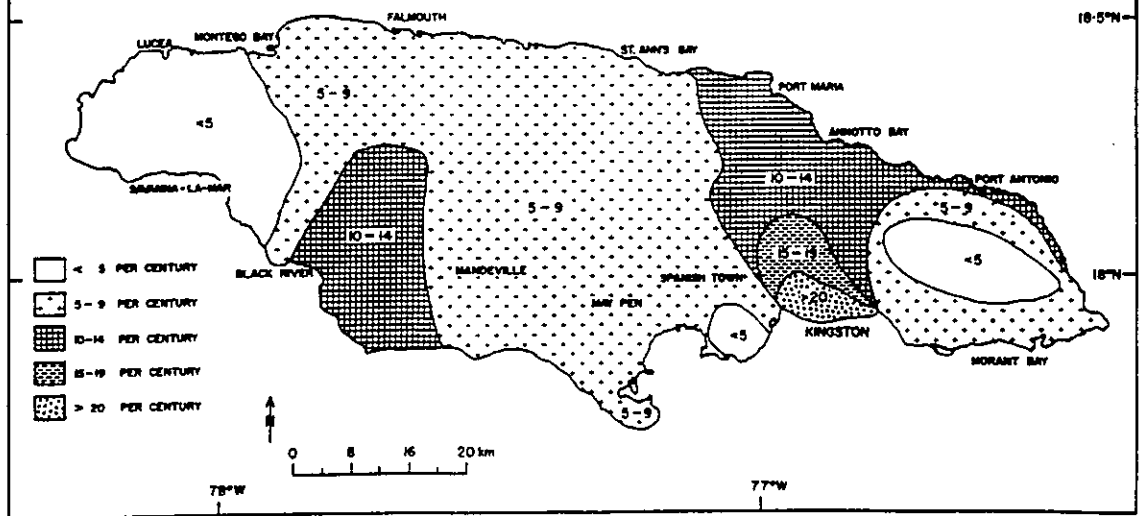 FALMOUTH
18·5°N
LUCEA
MONTEGO BAY
ST. ANN'S BAY
PORT MARIA
5-9
<5
ANNOTTO BAY
10-14
SAVANNA-LA-MAR
PORT ANTONIO
5-9
5-9
10-14
<5
15-19
BLACK RIVER
MANDEVILLE
SPANISH TOWN
18°N
>20
MAY PEN
KINGSTON
<5
MORANT BAY
5-9
< 5 PER CENTURY
5-9 PER CENTURY
10-14 PER CENTURY
15-19 PER CENTURY
> 20 PER CENTURY
N
0 8 16 20 km
78°W
77°W